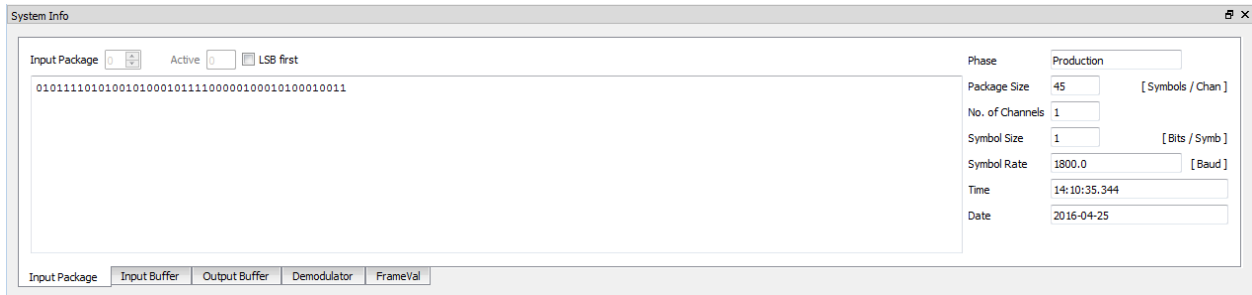 System Info
Input Package 0 Active 0 LSB first
010111101010010100010111100000100010100010011
Phase Production
Package Size 45 [ Symbols / Chan ]
No. of Channels 1
Symbol Size 1 [ Bits / Symb ]
Symbol Rate 1800.0 [ Baud ]
Time 14:10:35.344
Date 2016-04-25
Input Package Input Buffer Output Buffer Demodulator FrameVal